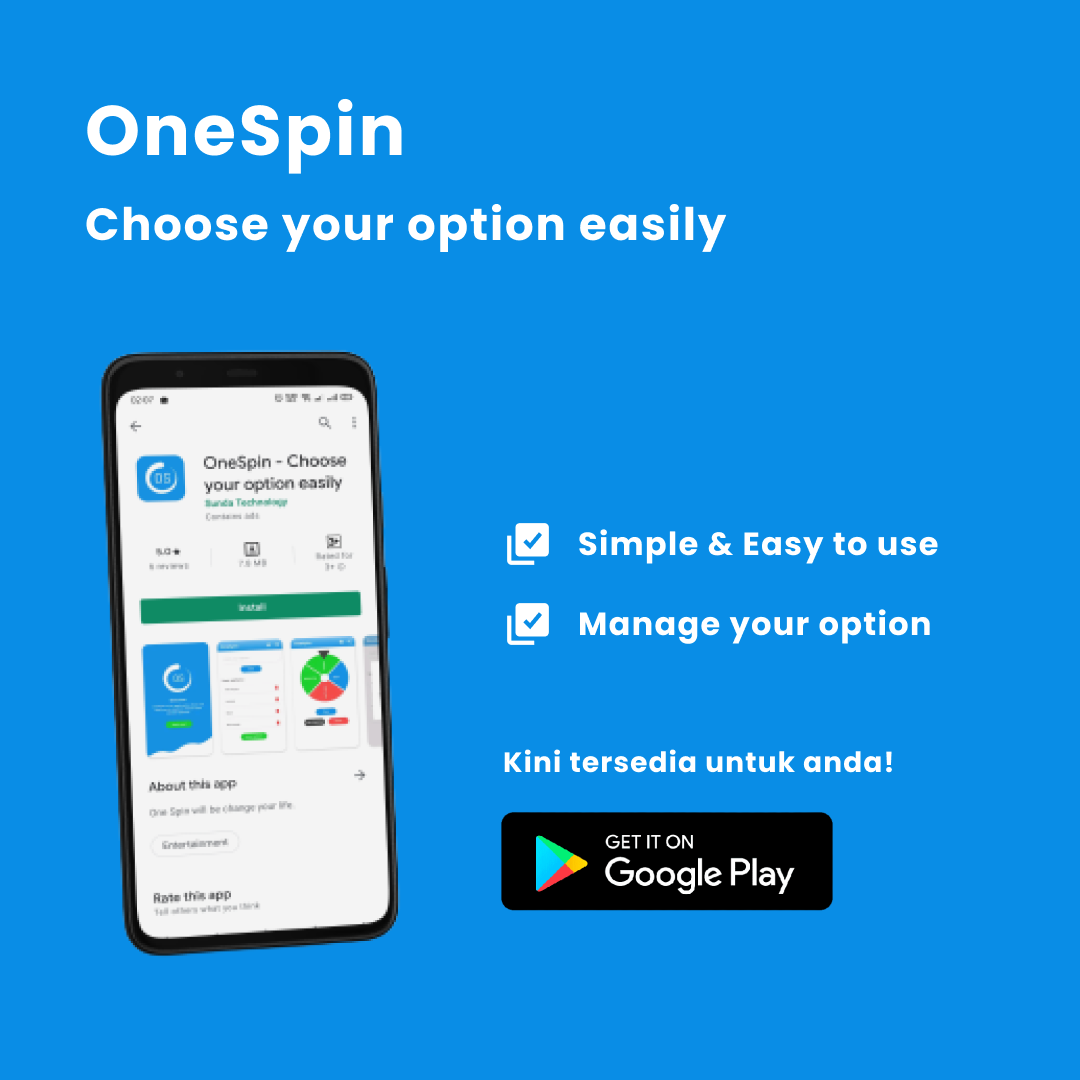 OneSpin
Choose your option easily
02:07
OneSpin - Choose
your option easily
Sunda Technology
Contains ads
5.0★
6 reviews
7.6 MB
3+
Rated for
3+
Install
OS
About this app
One Spin will be change your life.
Entertainment
Rate this app
Tell others what you think
Simple & Easy to use
Manage your option
Kini tersedia untuk anda!
GET IT ON
Google Play